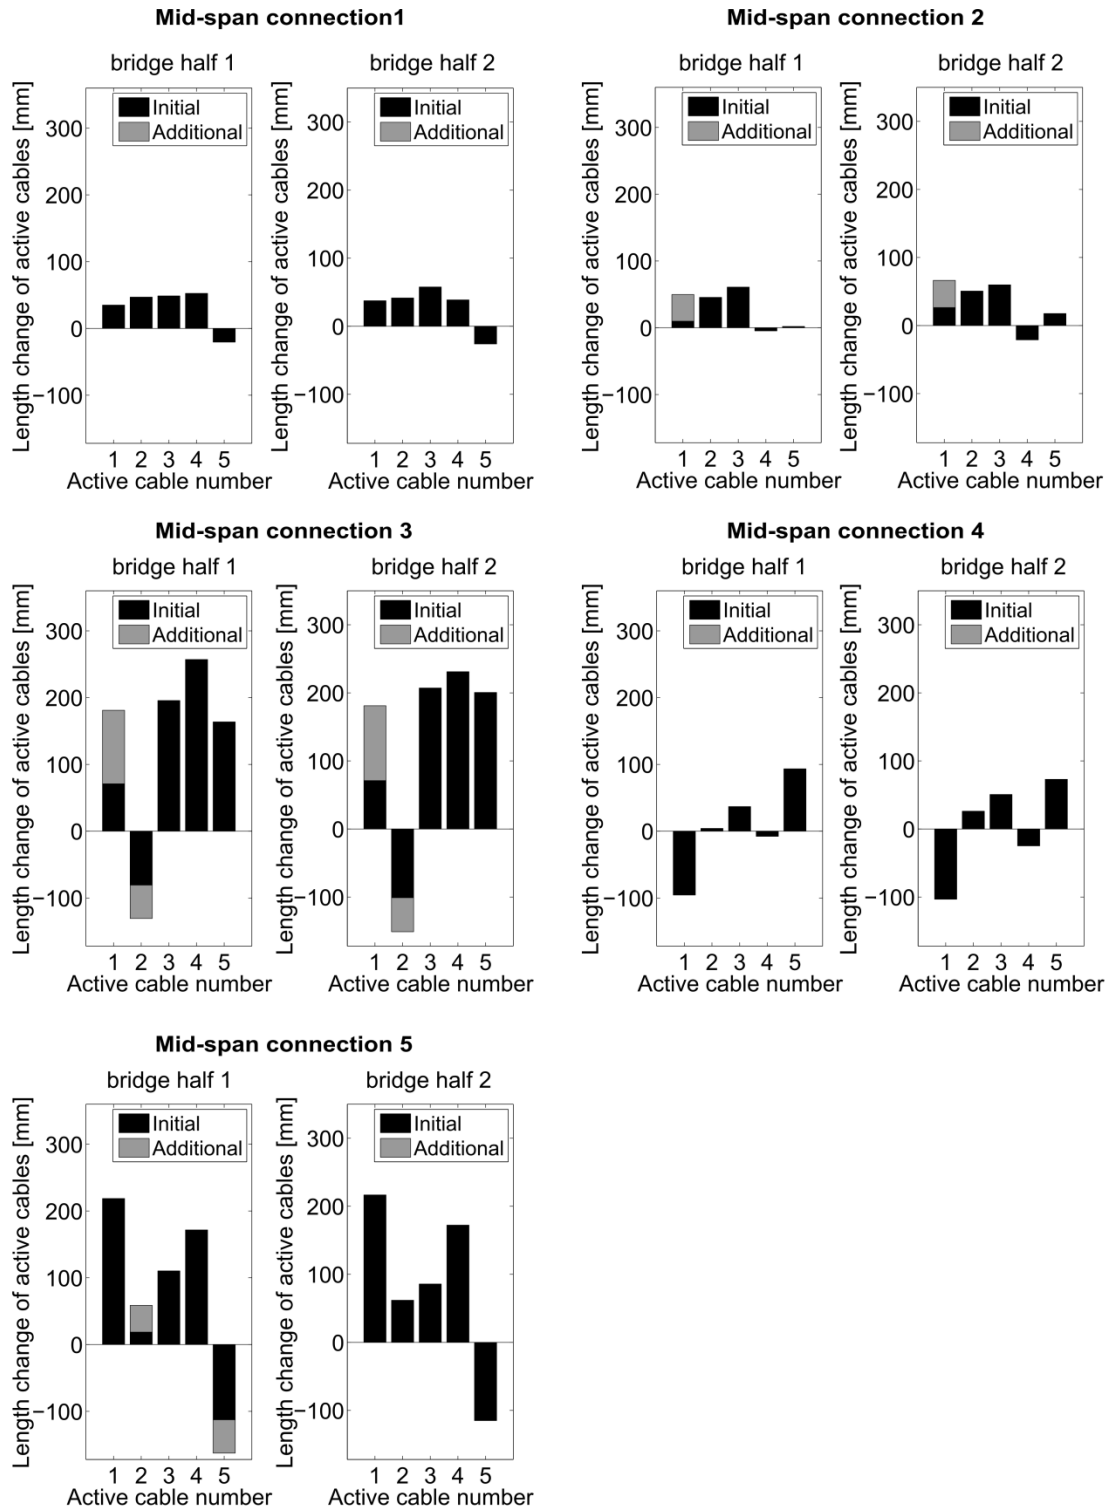 Mid-span connection1
bridge half 1
Length change of active cables [mm]
300
200
100
0
−100
Initial
Additional
1 2 3 4 5
Active cable number
bridge half 2
Length change of active cables [mm]
300
200
100
0
−100
Initial
Additional
1 2 3 4 5
Active cable number
Mid-span connection 2
bridge half 1
Length change of active cables [mm]
300
200
100
0
−100
Initial
Additional
1 2 3 4 5
Active cable number
bridge half 2
Length change of active cables [mm]
300
200
100
0
−100
Initial
Additional
1 2 3 4 5
Active cable number
Mid-span connection 3
bridge half 1
Length change of active cables [mm]
300
200
100
0
−100
Initial
Additional
1 2 3 4 5
Active cable number
bridge half 2
Length change of active cables [mm]
300
200
100
0
−100
Initial
Additional
1 2 3 4 5
Active cable number
Mid-span connection 4
bridge half 1
Length change of active cables [mm]
300
200
100
0
−100
Initial
Additional
1 2 3 4 5
Active cable number
bridge half 2
Length change of active cables [mm]
300
200
100
0
−100
Initial
Additional
1 2 3 4 5
Active cable number
Mid-span connection 5
bridge half 1
Length change of active cables [mm]
300
200
100
0
−100
Initial
Additional
1 2 3 4 5
Active cable number
bridge half 2
Length change of active cables [mm]
300
200
100
0
−100
Initial
Additional
1 2 3 4 5
Active cable number